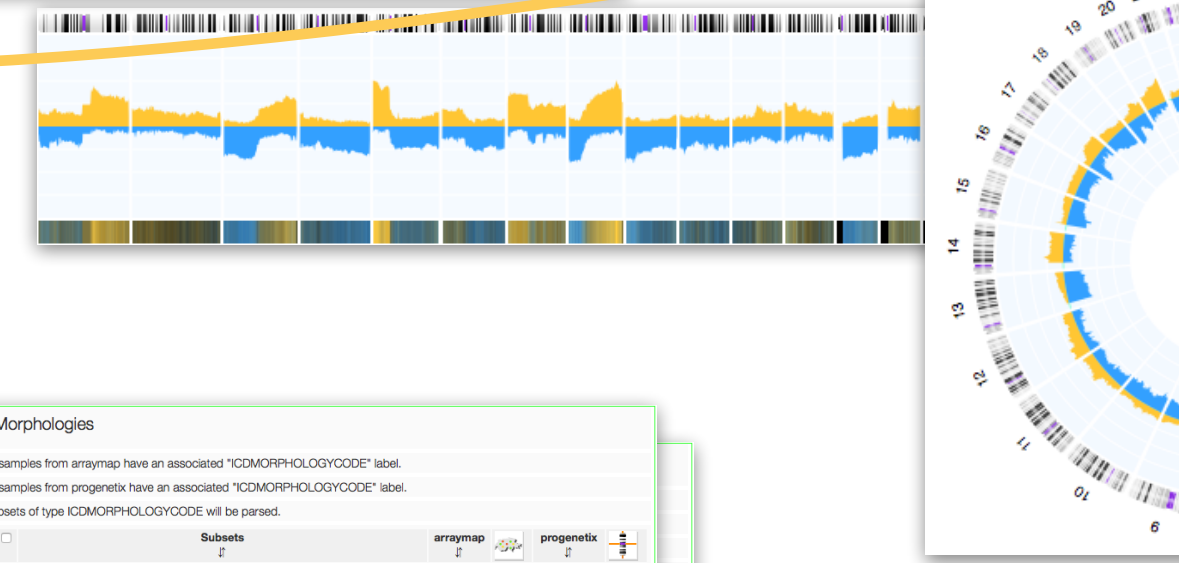 20
19
18
17
16
15
14
13
12
11
10
9
Morphologies
samples from arraymap have an associated "ICDMORPHOLOGYCODE" label.
samples from progenetix have an associated "ICDMORPHOLOGYCODE" label.
of type ICDMORPHOLOGYCODE will be parsed.
Subsets arraymap progenetix